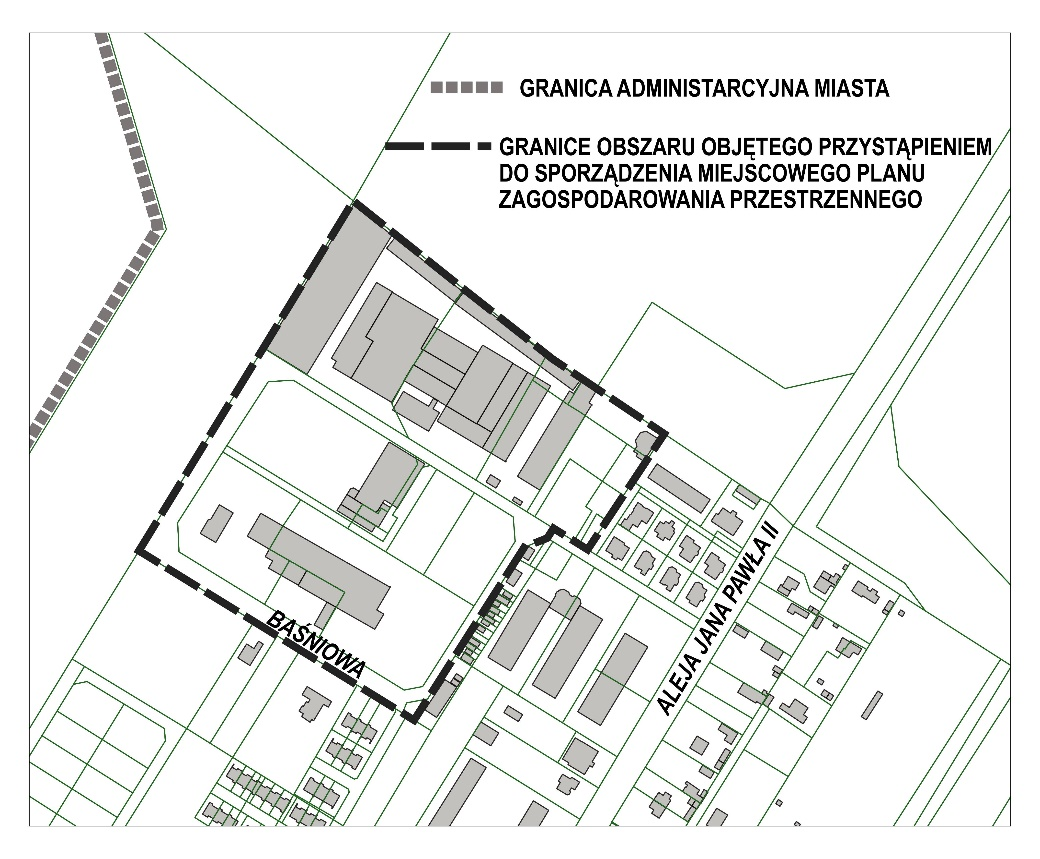 GRANICA ADMINISTARCYJNA MIASTA
GRANICE OBSZARU OBJĘTEGO PRZYSTĄPIENIEM
DO SPORZĄDZENIA MIEJSCOWEGO PLANU
ZAGOSPODAROWANIA PRZESTRZENNEGO
ALEJA JANA PAWŁA II
BAŚNIOWA